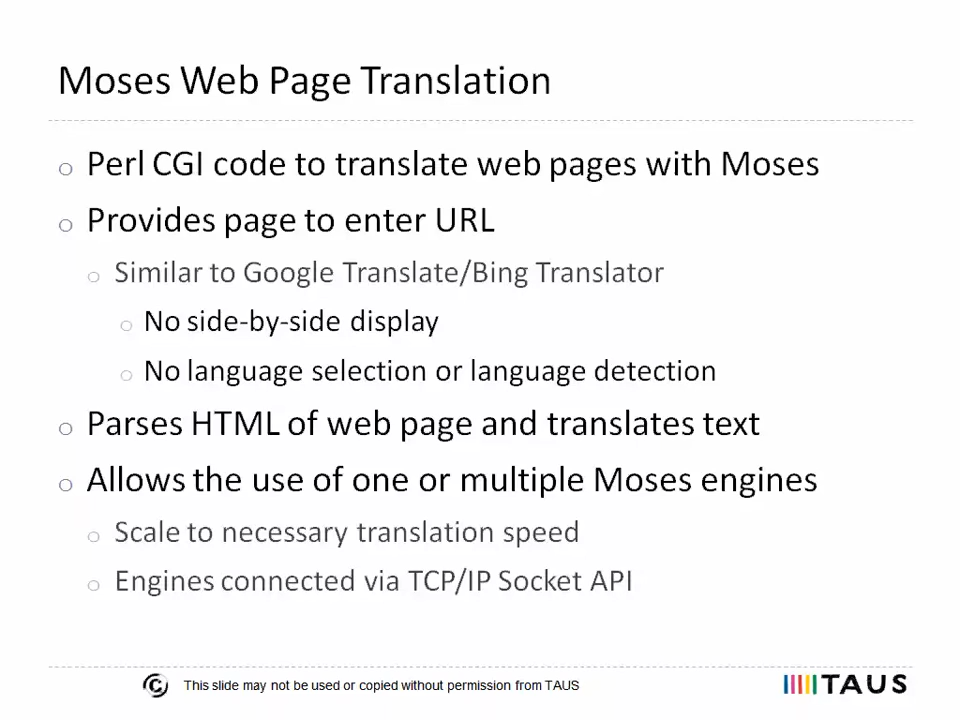 Moses Web Page Translation
Perl CGI code to translate web pages with Moses
Provides page to enter URL
Similar to Google Translate/Bing Translator
No side-by-side display
No language selection or language detection
Parses HTML of web page and translates text
Allows the use of one or multiple Moses engines
Scale to necessary translation speed
Engines connected via TCP/IP Socket API
This slide may not be used or copied without permission from TAUS
TAUS